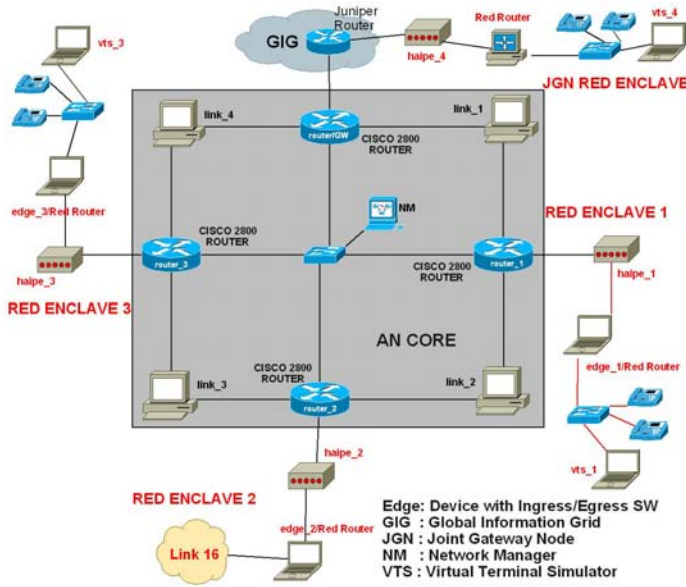 Juniper
Router
GIG
haipe_4
Red Router
vts_4
JGN RED ENCLAVE
vts_3
link_4
link_1
router/GW
CISCO 2800
ROUTER
edge_3/Red Router
NM
RED ENCLAVE 1
CISCO 2800
ROUTER
router_3
CISCO 2800
ROUTER
router_1
haipe_1
haipe_3
RED ENCLAVE 3
AN CORE
link_3
CISCO 2800
ROUTER
link_2
edge_1/Red Router
router_2
haipe_2
vts_1
RED ENCLAVE 2
edge_2/Red Router
Link 16
Edge: Device with Ingress/Egress SW
GIG : Global Information Grid
JGN : Joint Gateway Node
NM : Network Manager
VTS : Virtual Terminal Simulator